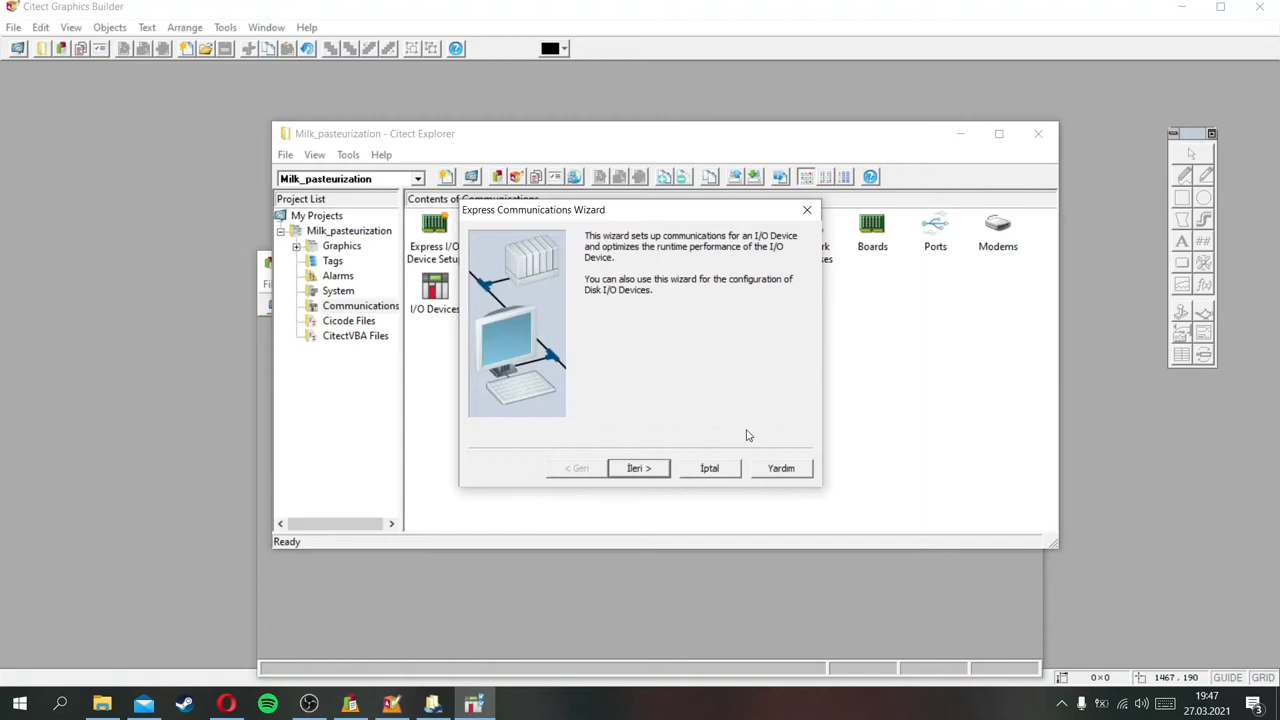 Citect Graphics Builder
File Edit View Objects Text Arrange Tools Window Help
Milk_pasteurization - Citect Explorer
File View Tools Help
Milk_pasteurization
Project List
My Projects
Milk_pasteurization
Graphics
Tags
Alarms
System
Communications
Cicode Files
CitectVBA Files
Express I/O
Device Setu
I/O Devices
Boards
Ports
Modems
Express Communications Wizard
This wizard sets up communications for an I/O Device
and optimizes the runtime performance of the I/O
Device.
You can also use this wizard for the configuration of
Disk I/O Devices.
< Geri
İleri >
İptal
Yardım
Ready
0×0
1467, 190
GUIDE
GRID
19:47
27.03.2021
3